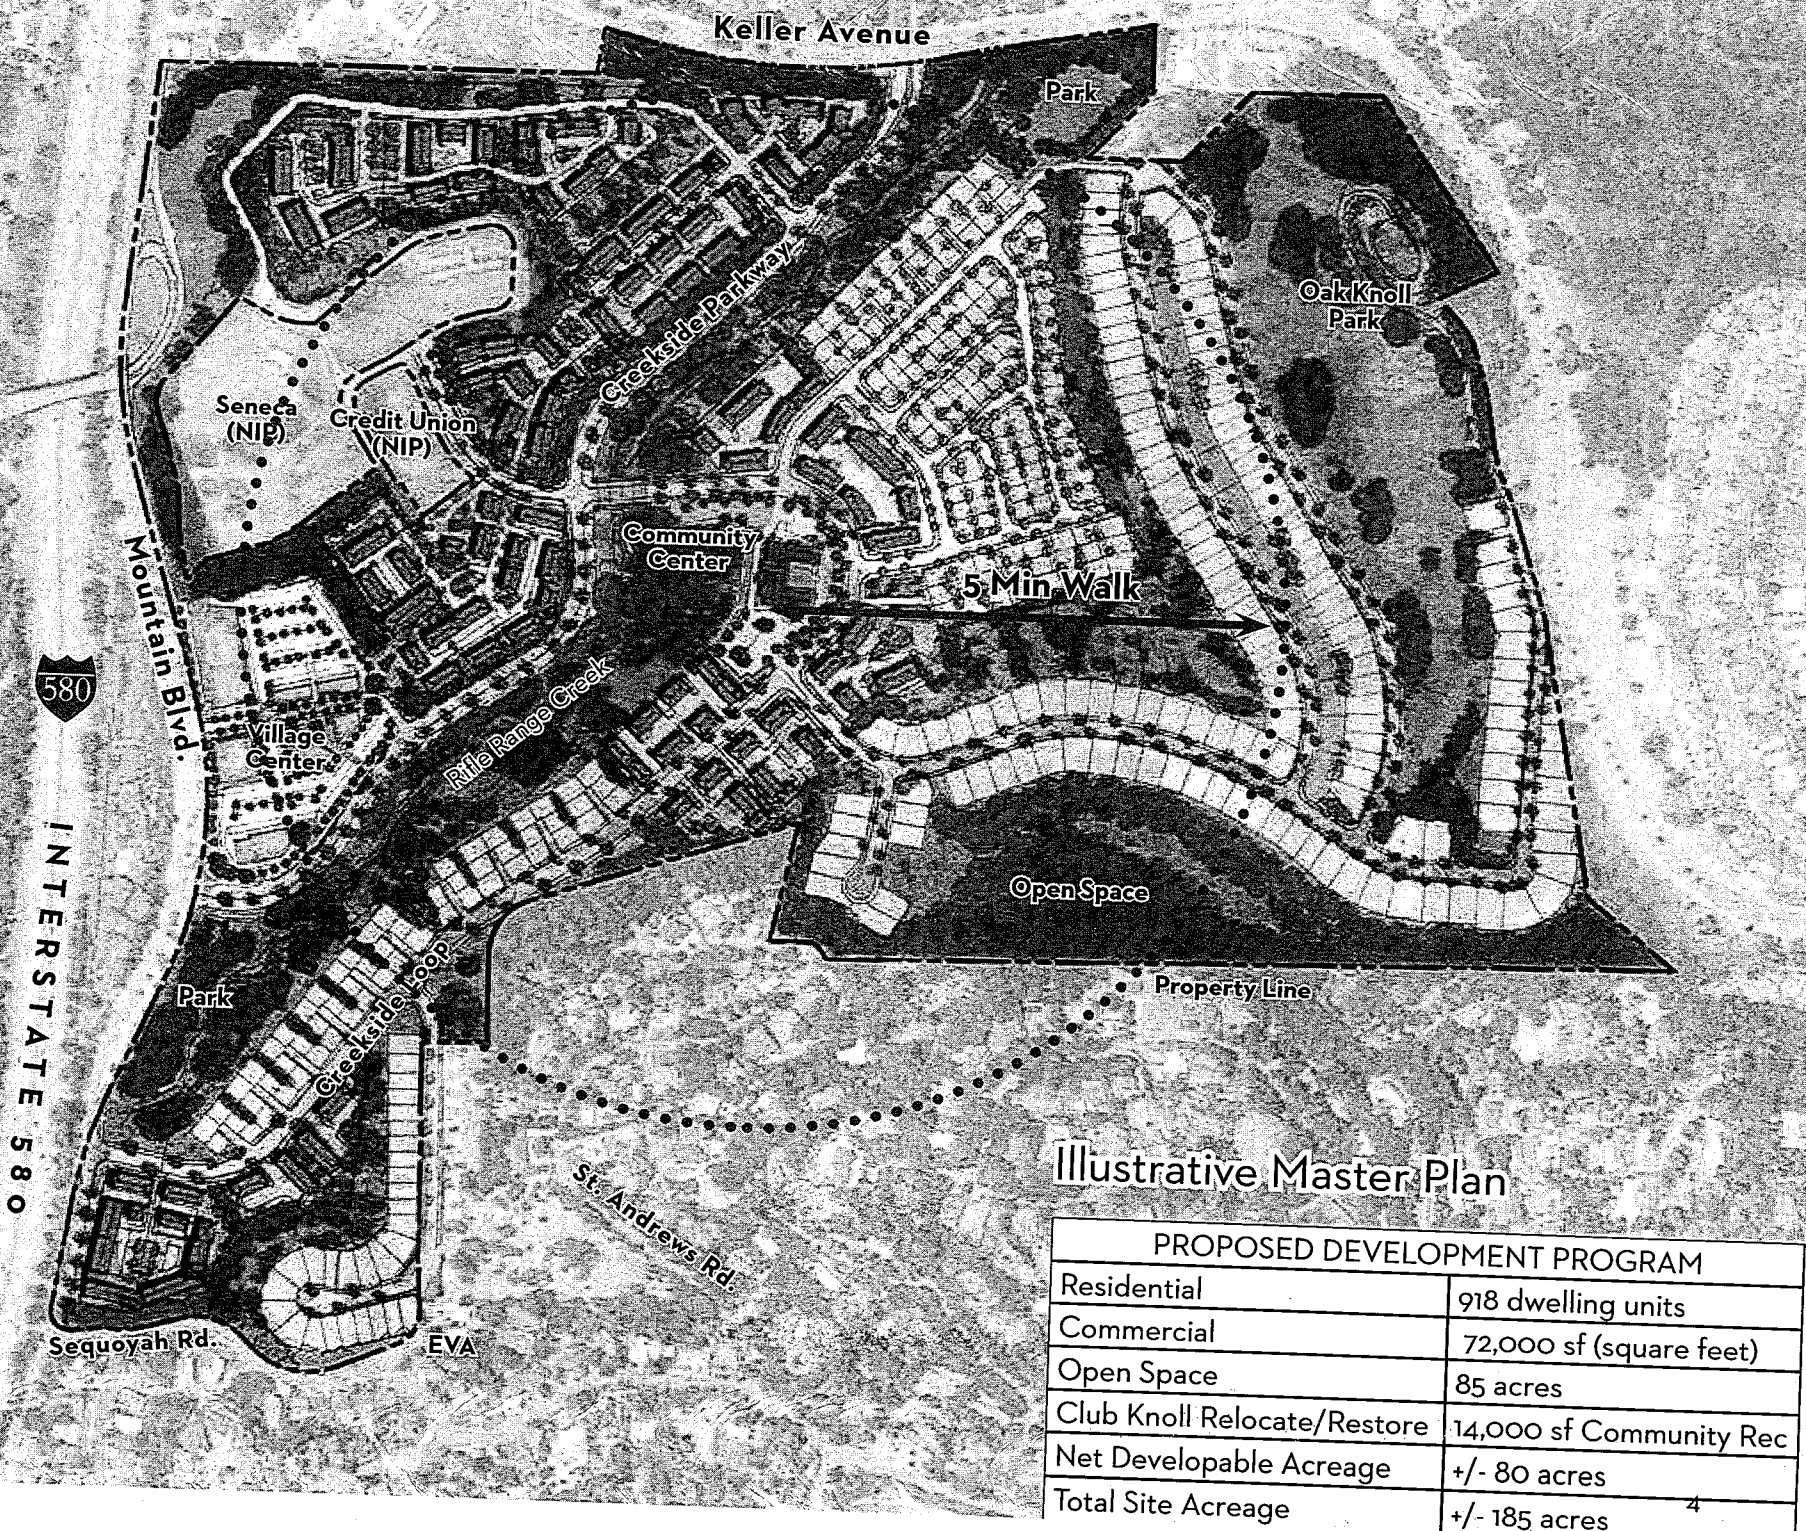 Keller Avenue
Park
Oak Knoll
Park
Creekside Parkway
Seneca
(NIP)
Credit Union
(NIP)
Community
Center
5 Min Walk
Mountain Blvd.
580
Rifle Range Creek
Village
Center
INTERSTATE 580
Open Space
Park
Creekside Loop
Property Line
St. Andrews Rd.
Sequoyah Rd.
EVA
Illustrative Master Plan
PROPOSED DEVELOPMENT PROGRAM
Residential 918 dwelling units
Commercial 72,000 sf (square feet)
Open Space 85 acres
Club Knoll Relocate/Restore 14,000 sf Community Rec
Net Developable Acreage +/- 80 acres
Total Site Acreage +/- 185 acres
4